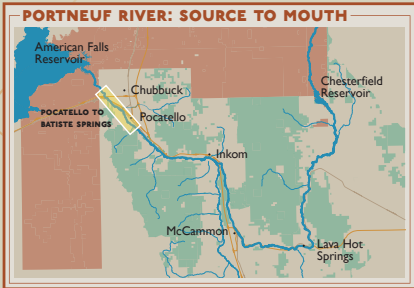 PORTNEUF RIVER: SOURCE TO MOUTH
American Falls
Reservoir
Chubbuck
Chesterfield
Reservoir
POCATELLO TO
BATISTE SPRINGS
Pocatello
Inkom
McCammon
Lava Hot
Springs